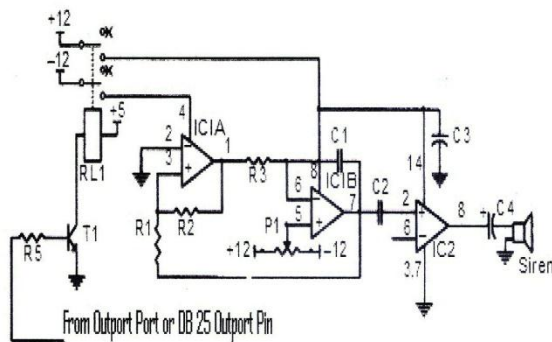 +12
-12
+5
RL1
T1
R5
4
IC1A
2
3
1
R1
R2
R3
C1
8
IC1B
6
5
7
P1
+12
-12
C2
14
C3
2
6
8
IC2
3.7
C4
+
Siren
From Outport Port or DB 25 Outport Pin